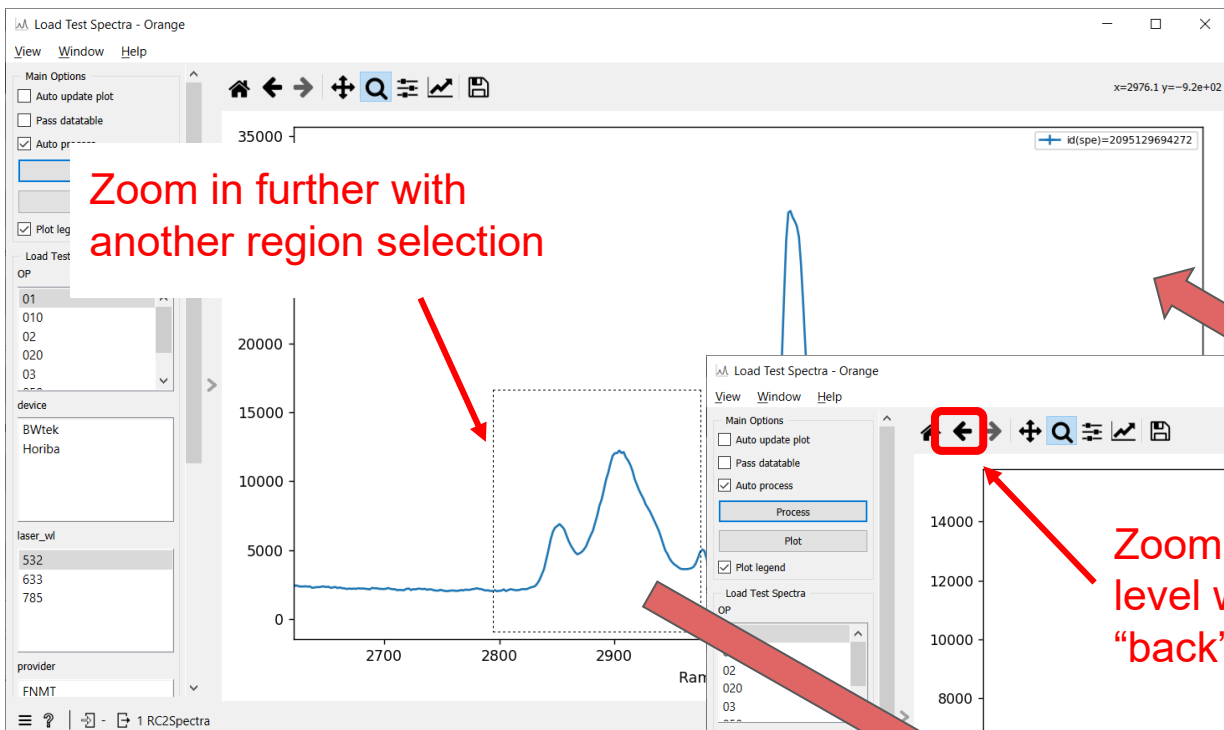 Load Test Spectra - Orange
View Window Help
Main Options
Auto update plot
Pass datatable
Auto process
Plot leg
Load Test
OP
01
010
02
020
03
device
BWtek
Horiba
laser_wl
532
633
785
provider
FNMT
1 RC2Spectra
x=2976.1 y=−9.2e+02
id(spe)=2095129694272
Zoom in further with
another region selection
35000
20000
15000
10000
5000
0
2700
2800
2900
Ram
Load Test Spectra - Orange
View Window Help
Main Options
Auto update plot
Pass datatable
Auto process
Process
Plot
Plot legend
Load Test Spectra
OP
02
020
03
14000
12000
10000
8000
Zoom
level
"back"